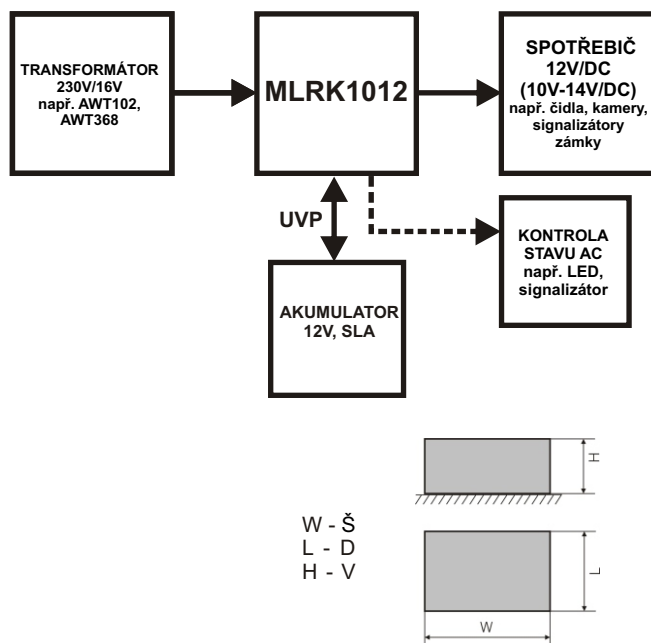 TRANSFORMÁTOR
230V/16V
např. AWT102,
AWT368
MLRK1012
SPOTŘEBIČ
12V/DC
(10V-14V/DC)
např. čidla, kamery,
signalizátory
zámky
UVP
KONTROLA
STAVU AC
např. LED,
signalizátor
AKUMULATOR
12V, SLA
W - Š
L - D
H - V
H
L
W